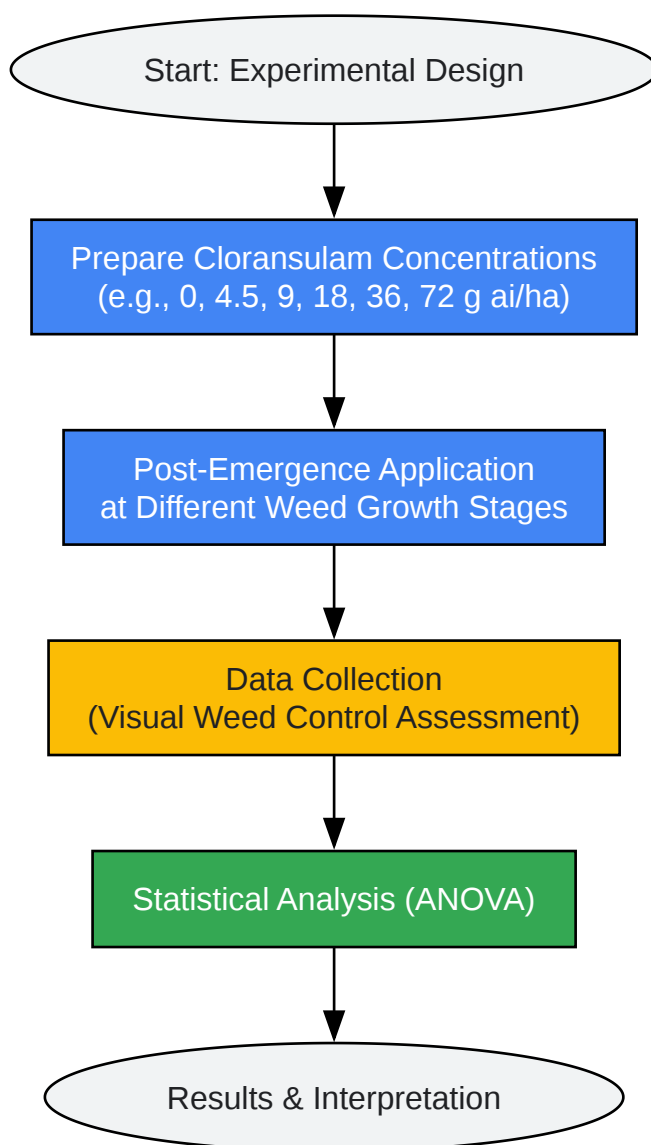 Start: Experimental Design
Prepare Cloransulam Concentrations
(e.g., 0, 4.5, 9, 18, 36, 72 g ai/ha)
Post-Emergence Application
at Different Weed Growth Stages
Data Collection
(Visual Weed Control Assessment)
Statistical Analysis (ANOVA)
Results & Interpretation